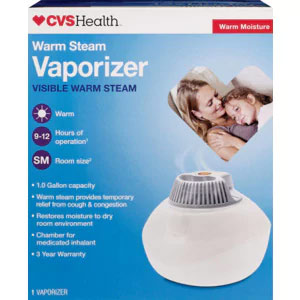 CVSHealth.
Warm Moisture
Warm Steam
Vaporizer
VISIBLE WARM STEAM
Warm
9-12 Hours of
operation¹
SM Room size²
• 1.0 Gallon capacity
• Warm steam provides temporary
relief from cough & congestion
• Restores moisture to dry
room environment
• Chamber for
medicated inhalant
• 3 Year Warranty
1 VAPORIZER